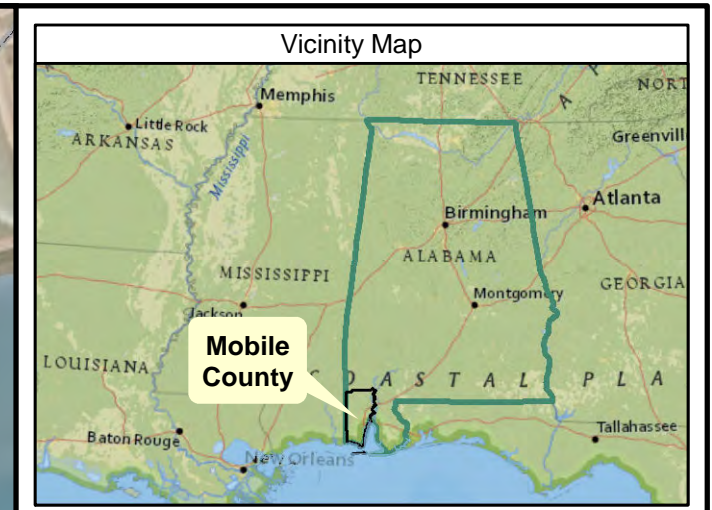 Vicinity Map
TENNESSEE
NORT
Memphis
A P
Little Rock
ARKANSAS
Greenvill
Mississippi
Atlanta
Birmingham
ALABAMA
MISSISSIPPI
GEORGIA
Montgomery
Jackson
Mobile
County
LOUISIANA
C O A S T A L P L A
Baton Rouge
Tallahassee
New Orleans